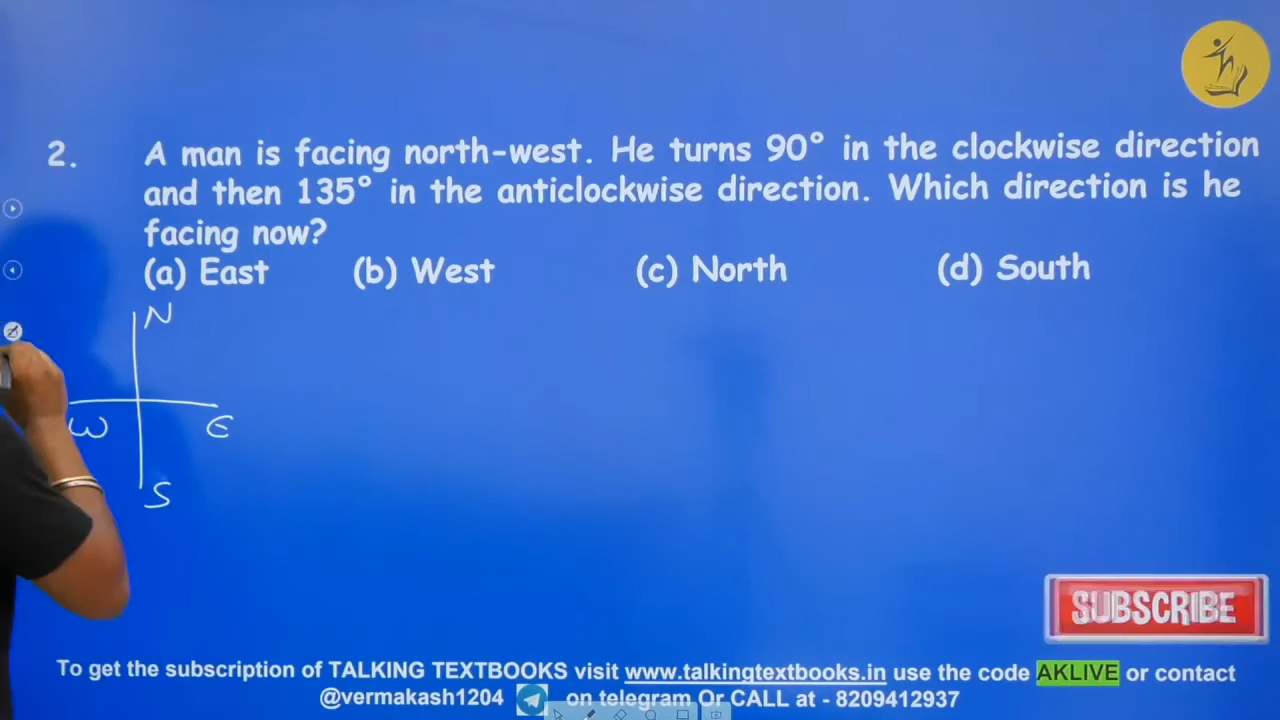 2. A man is facing north-west. He turns 90° in the clockwise direction
and then 135° in the anticlockwise direction. Which direction is he
facing now?
(a) East (b) West (c) North (d) South
N
W E
S
SUBSCRIBE
To get the subscription of TALKING TEXTBOOKS visit www.talkingtextbooks.in use the code AKLIVE or contact
@vermakash1204 on telegram Or CALL at - 8209412937